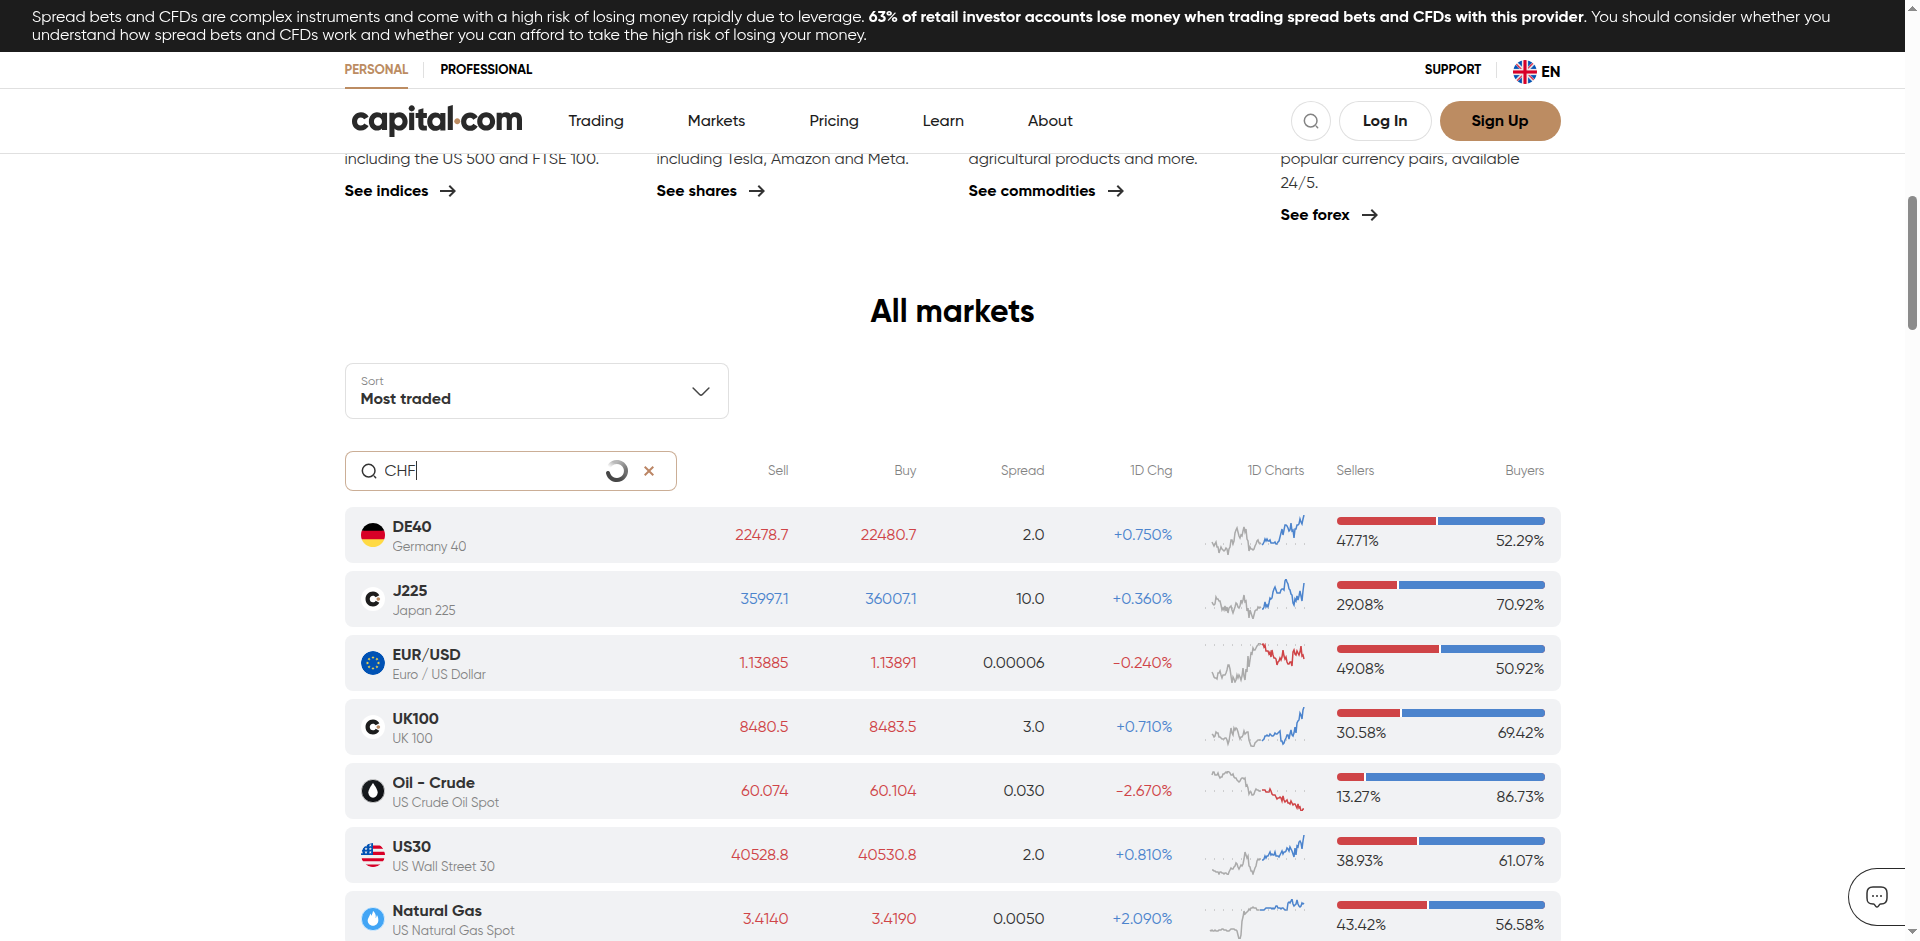 Spread bets and CFDs are complex instruments and come with a high risk of losing money rapidly due to leverage. 63% of retail investor accounts lose money when trading spread bets and CFDs with this provider. You should consider whether you
understand how spread bets and CFDs work and whether you can afford to take the high risk of losing your money.
PERSONAL PROFESSIONAL SUPPORT EN
capital.com Trading Markets Pricing Learn About Log In Sign Up
including the US 500 and FTSE 100. including Tesla, Amazon and Meta. agricultural products and more. popular currency pairs, available
24/5.
See indices See shares See commodities
See forex
All markets
Sort
Most traded
CHF Sell Buy Spread 1D Chg 1D Charts Sellers Buyers
DE40
Germany 40 22478.7 22480.7 2.0 +0.750% 47.71% 52.29%
J225
Japan 225 35997.1 36007.1 10.0 +0.360% 29.08% 70.92%
EUR/USD
Euro / US Dollar 1.13885 1.13891 0.00006 -0.240% 49.08% 50.92%
UK100
UK 100 8480.5 8483.5 3.0 +0.710% 30.58% 69.42%
Oil - Crude
US Crude Oil Spot 60.074 60.104 0.030 -2.670% 13.27% 86.73%
US30
US Wall Street 30 40528.8 40530.8 2.0 +0.810% 38.93% 61.07%
Natural Gas
US Natural Gas Spot 3.4140 3.4190 0.0050 +2.090% 43.42% 56.58%